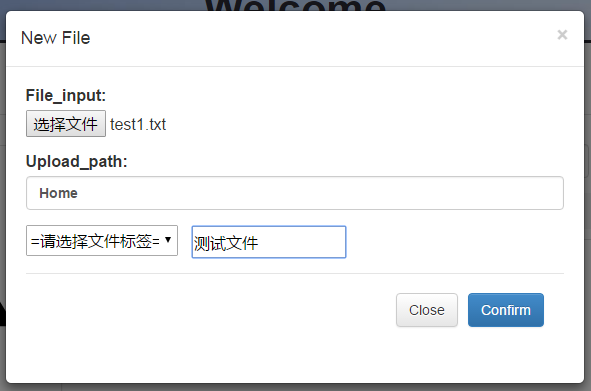 Welcome
New File ×
File_input:
选择文件 test1.txt
Upload_path:
Home
=请选择文件标签= 测试文件
Close Confirm